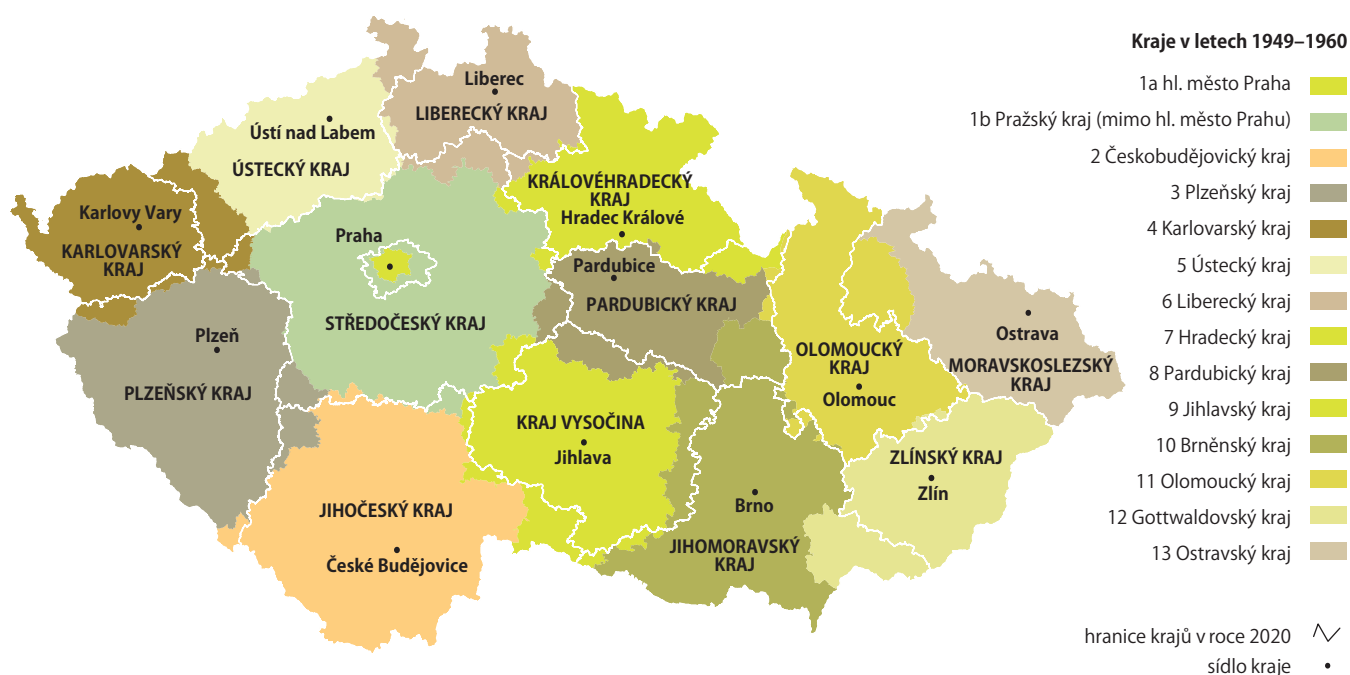 Kraje v letech 1949–1960
1a hl. město Praha
1b Pražský kraj (mimo hl. město Prahu)
2 Českobudějovický kraj
3 Plzeňský kraj
4 Karlovarský kraj
5 Ústecký kraj
6 Liberecký kraj
7 Hradecký kraj
8 Pardubický kraj
9 Jihlavský kraj
10 Brněnský kraj
11 Olomoucký kraj
12 Gottwaldovský kraj
13 Ostravský kraj
hranice krajů v roce 2020
sídlo kraje
Liberec
LIBERECKÝ KRAJ
Ústí nad Labem
ÚSTECKÝ KRAJ
Karlovy Vary
KARLOVARSKÝ
KRAJ
Praha
STŘEDOČESKÝ KRAJ
KRÁLOVÉHRADECKÝ
KRAJ
Hradec Králové
Pardubice
PARDUBICKÝ KRAJ
Plzeň
PLZEŇSKÝ KRAJ
OLOMOUCKÝ
KRAJ
Olomouc
Ostrava
MORAVSKOSLEZSKÝ
KRAJ
KRAJ VYSOČINA
Jihlava
ZLÍNSKÝ KRAJ
Zlín
JIHOČESKÝ KRAJ
České Budějovice
Brno
JIHOMORAVSKÝ
KRAJ